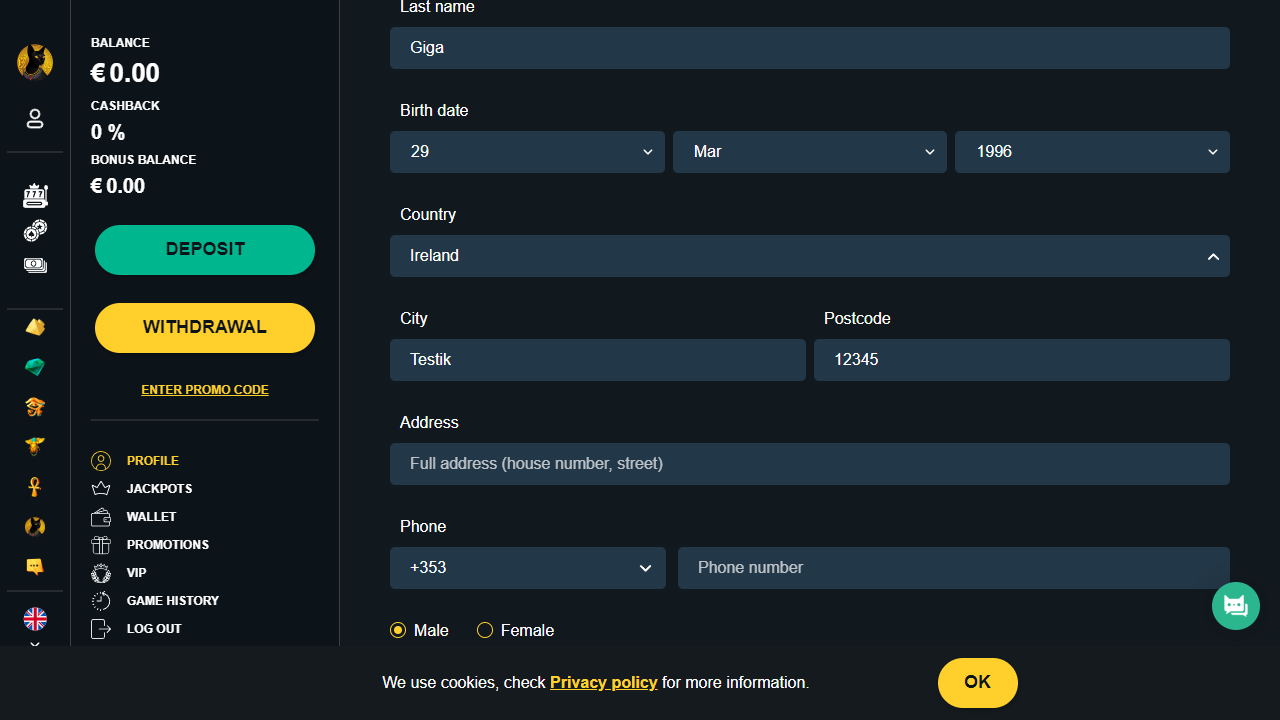 BALANCE
€ 0.00
CASHBACK
0 %
BONUS BALANCE
€ 0.00
DEPOSIT
WITHDRAWAL
ENTER PROMO CODE
PROFILE
JACKPOTS
WALLET
PROMOTIONS
VIP
GAME HISTORY
LOG OUT
777
Last name
Giga
Birth date
29 Mar 1996
Country
Ireland
City Postcode
Testik 12345
Address
Full address (house number, street)
Phone
+353 Phone number
Male Female
We use cookies, check Privacy policy for more information. OK